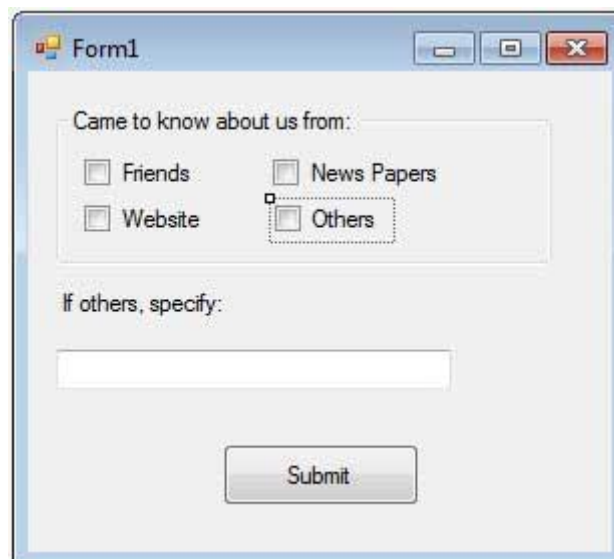 Form1
Came to know about us from:
Friends
News Papers
Website
Others
If others, specify:
Submit